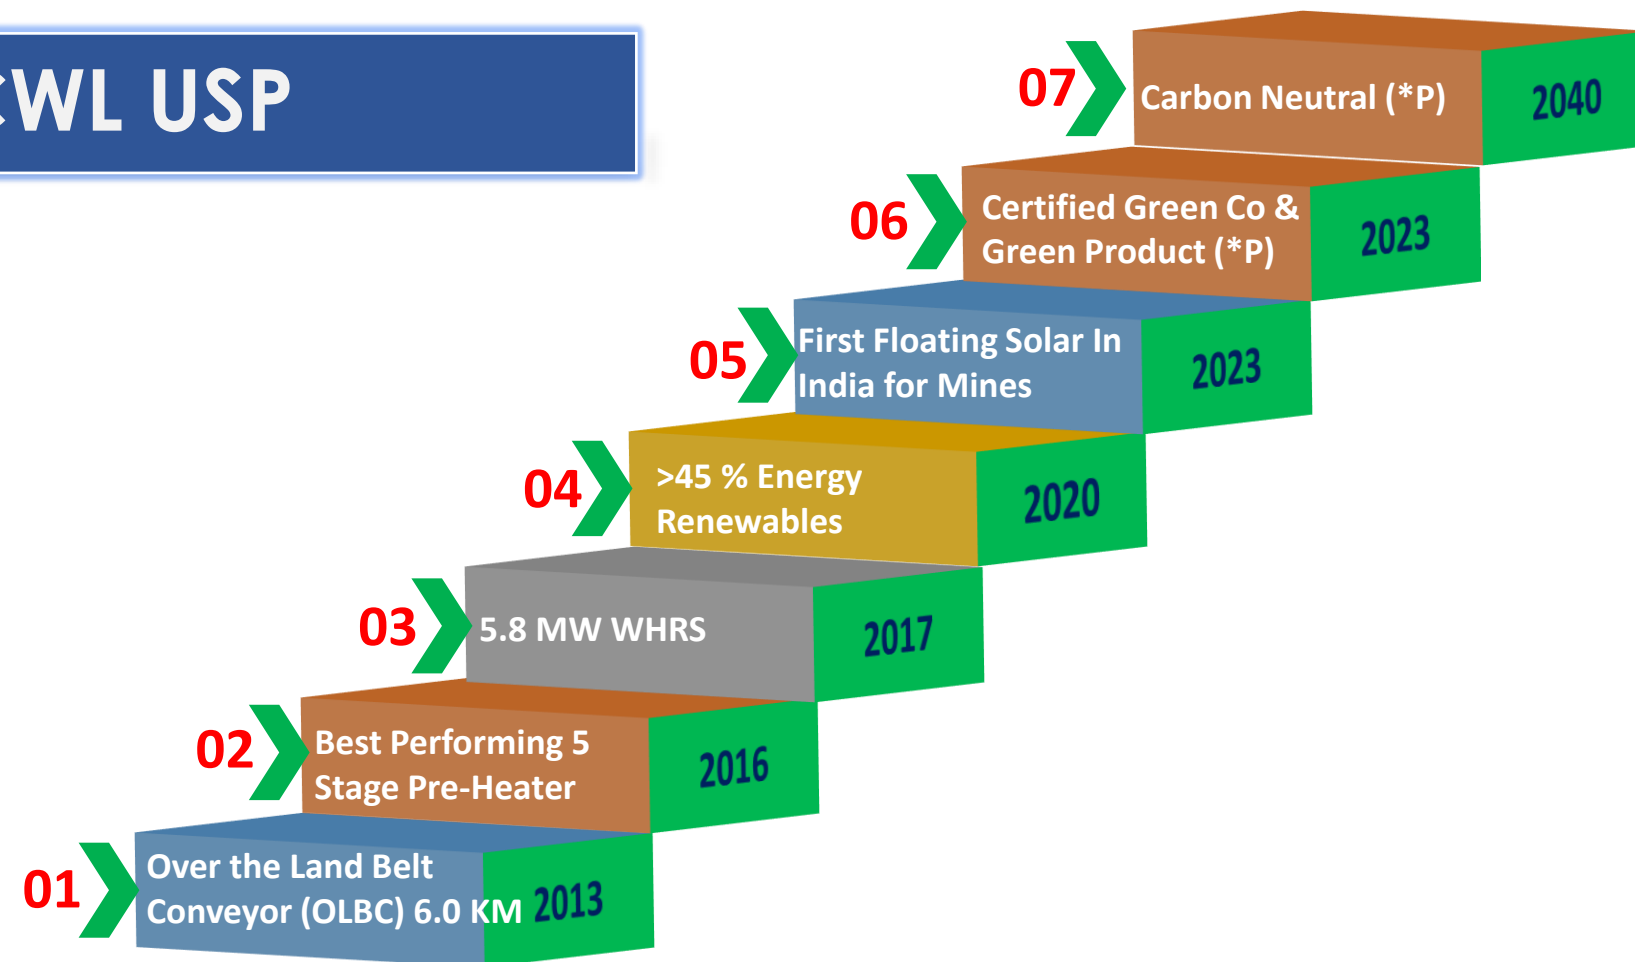 WL USP
07
Carbon Neutral (*P)
2040
06
Certified Green Co &
Green Product (*P)
2023
05
First Floating Solar In
India for Mines
2023
04
>45 % Energy
Renewables
2020
03
5.8 MW WHRS
2017
02
Best Performing 5
Stage Pre-Heater
2016
01
Over the Land Belt
Conveyor (OLBC) 6.0 KM
2013